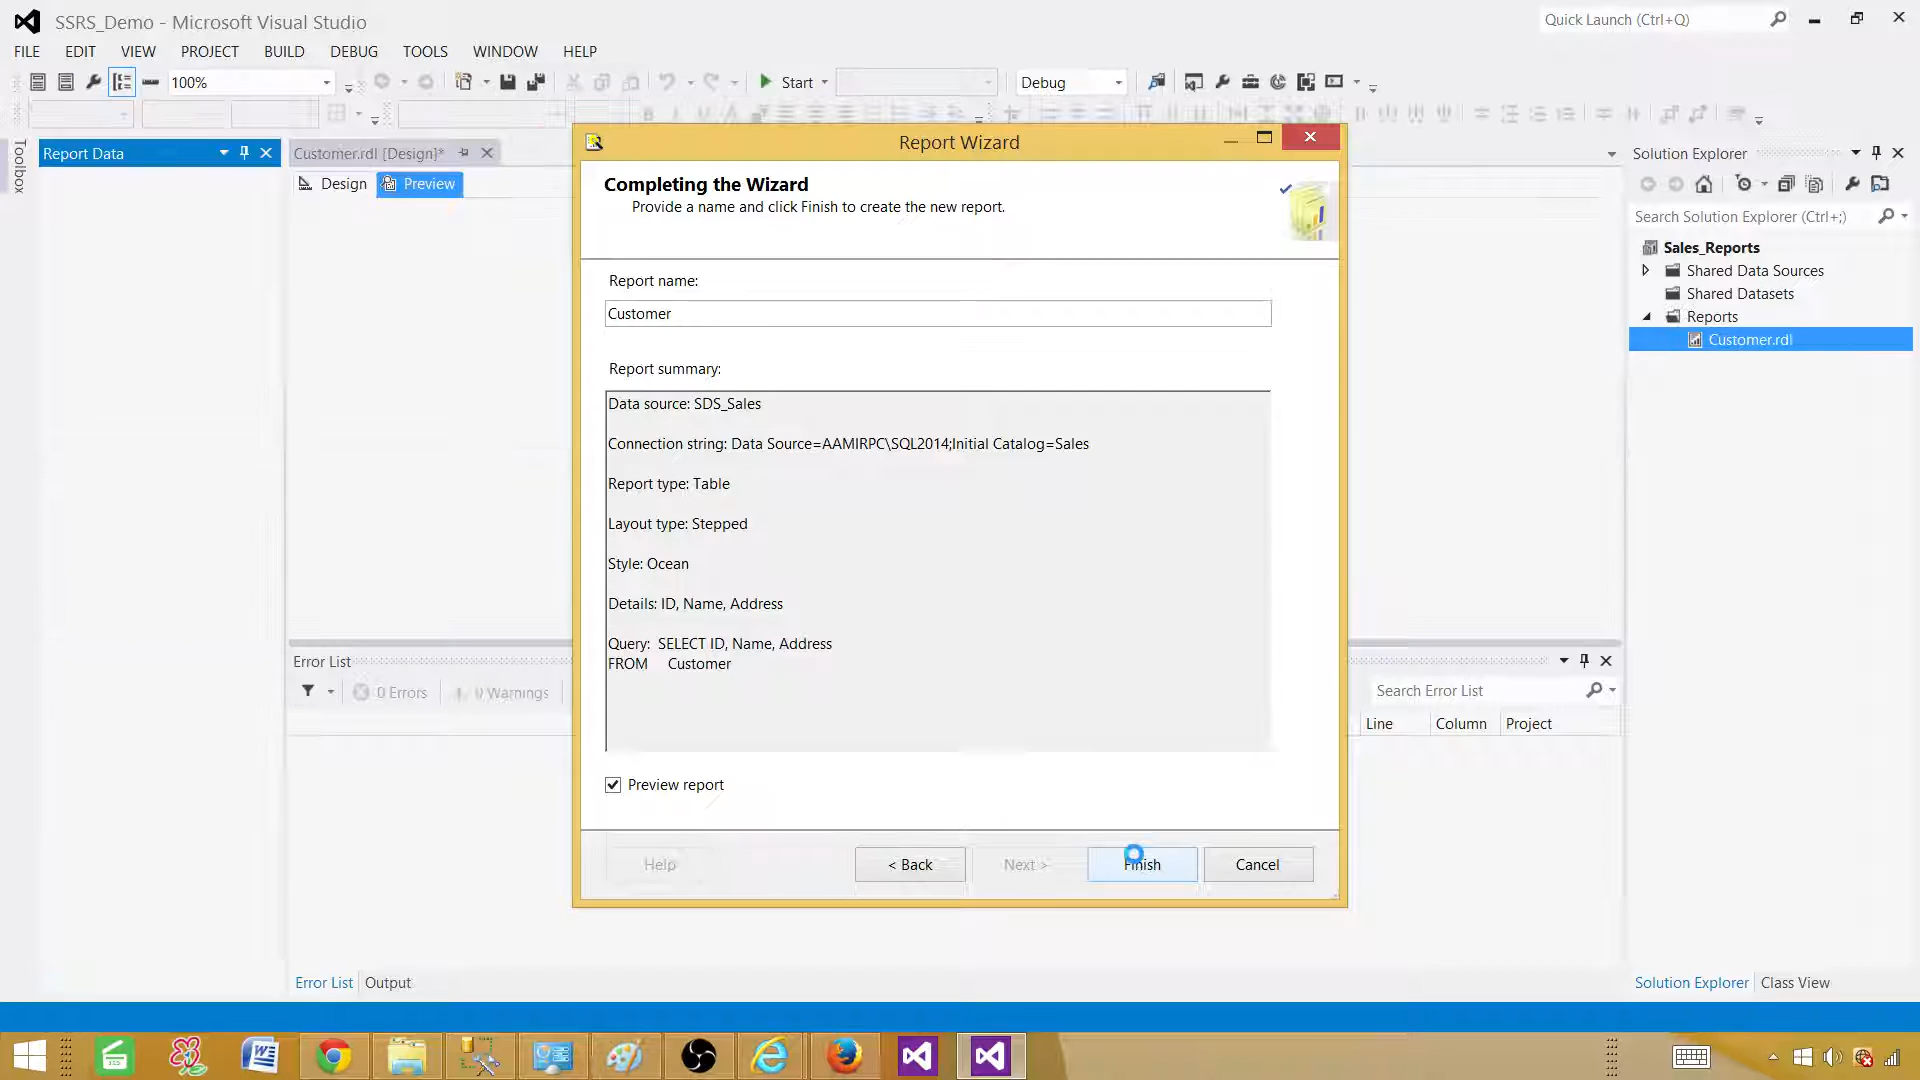 SSRS_Demo - Microsoft Visual Studio
Quick Launch (Ctrl+Q)
FILE EDIT VIEW PROJECT BUILD DEBUG TOOLS WINDOW HELP
100%
Start
Debug
Toolbox
Report Data
Customer.rdl [Design]*
Design
Preview
Report Wizard
Completing the Wizard
Provide a name and click Finish to create the new report.
Report name:
Customer
Report summary:
Data source: SDS_Sales
Connection string: Data Source=AAMIRPC\SQL2014;Initial Catalog=Sales
Report type: Table
Layout type: Stepped
Style: Ocean
Details: ID, Name, Address
Query: SELECT ID, Name, Address
FROM Customer
Preview report
Help
< Back
Next >
Finish
Cancel
Solution Explorer
Search Solution Explorer (Ctrl+;)
Sales_Reports
Shared Data Sources
Shared Datasets
Reports
Customer.rdl
Error List
0 Errors
0 Warnings
Search Error List
Line
Column
Project
Error List
Output
Solution Explorer
Class View